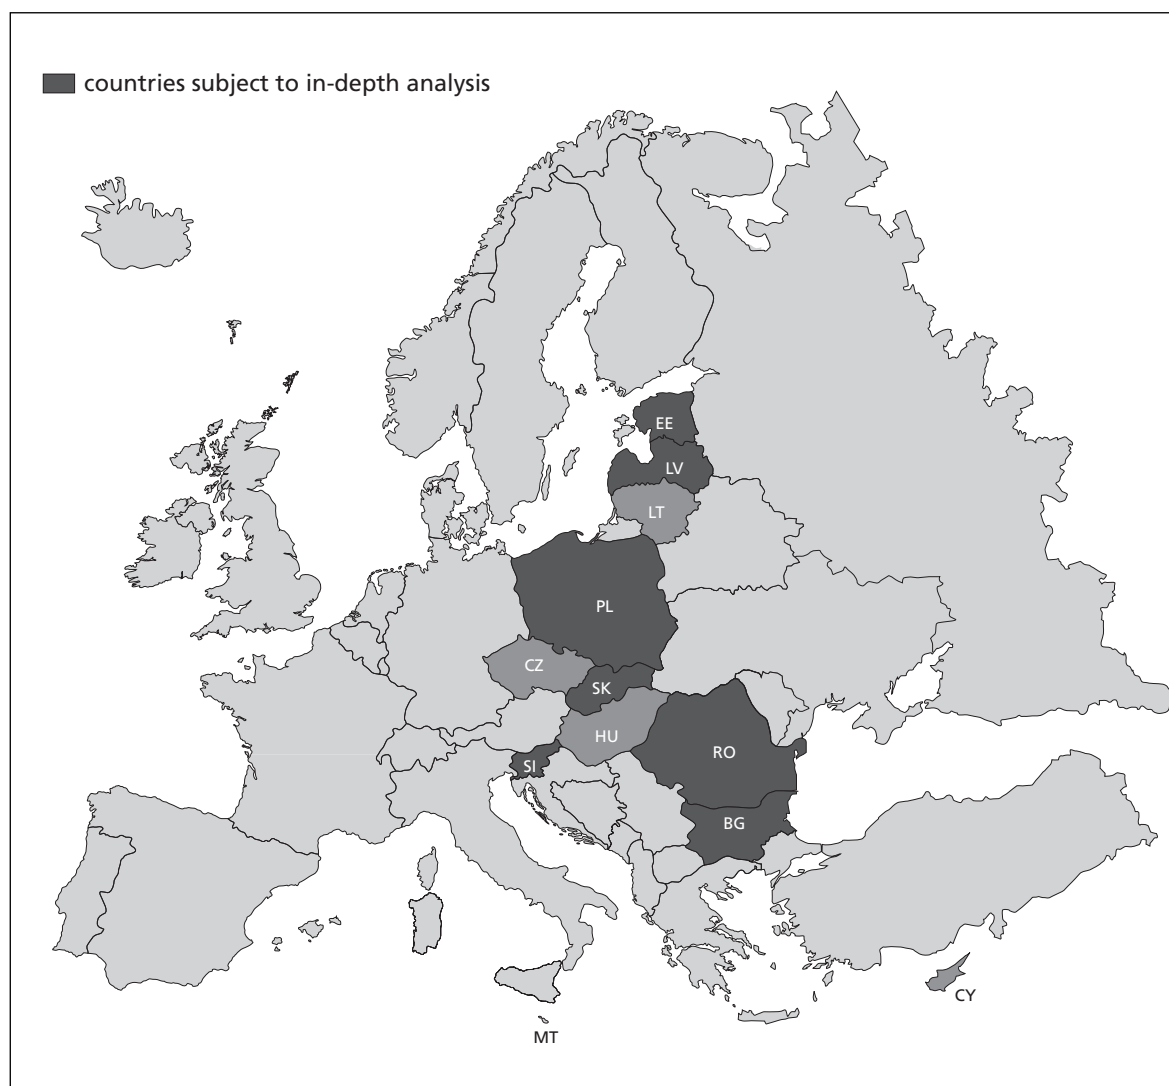 countries subject to in-depth analysis
EE
LV
LT
PL
CZ
SK
HU
RO
SI
BG
CY
MT